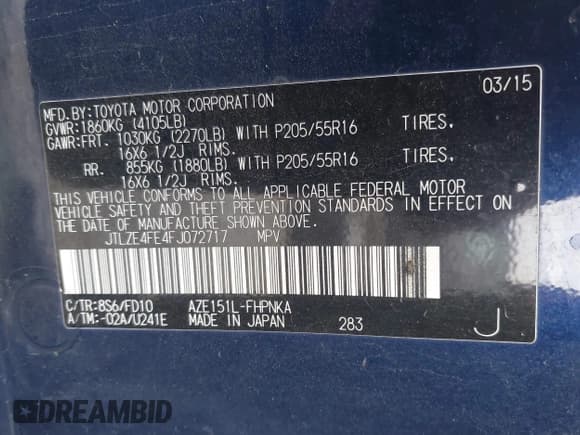 03/15
MFD.BY:TOYOTA MOTOR CORPORATION
GVWR:1860KG (4105LB)
GAWR:FRT. 1030KG (2270LB) WITH P205/55R16 TIRES,
16X6 1/2J RIMS.
RR. 855KG (1880LB) WITH P205/55R16 TIRES,
16X6 1/2J RIMS.
THIS VEHICLE CONFORMS TO ALL APPLICABLE FEDERAL MOTOR
VEHICLE SAFETY AND THEFT PREVENTION STANDARDS IN EFFECT ON
THE DATE OF MANUFACTURE SHOWN ABOVE.
JTLZE4FE4FJ072717 MPV
C/TR:8S6/FD10 AZE151L-FHPNKA
A/TM:-02A/U241E MADE IN JAPAN 283 J
DREAMBID